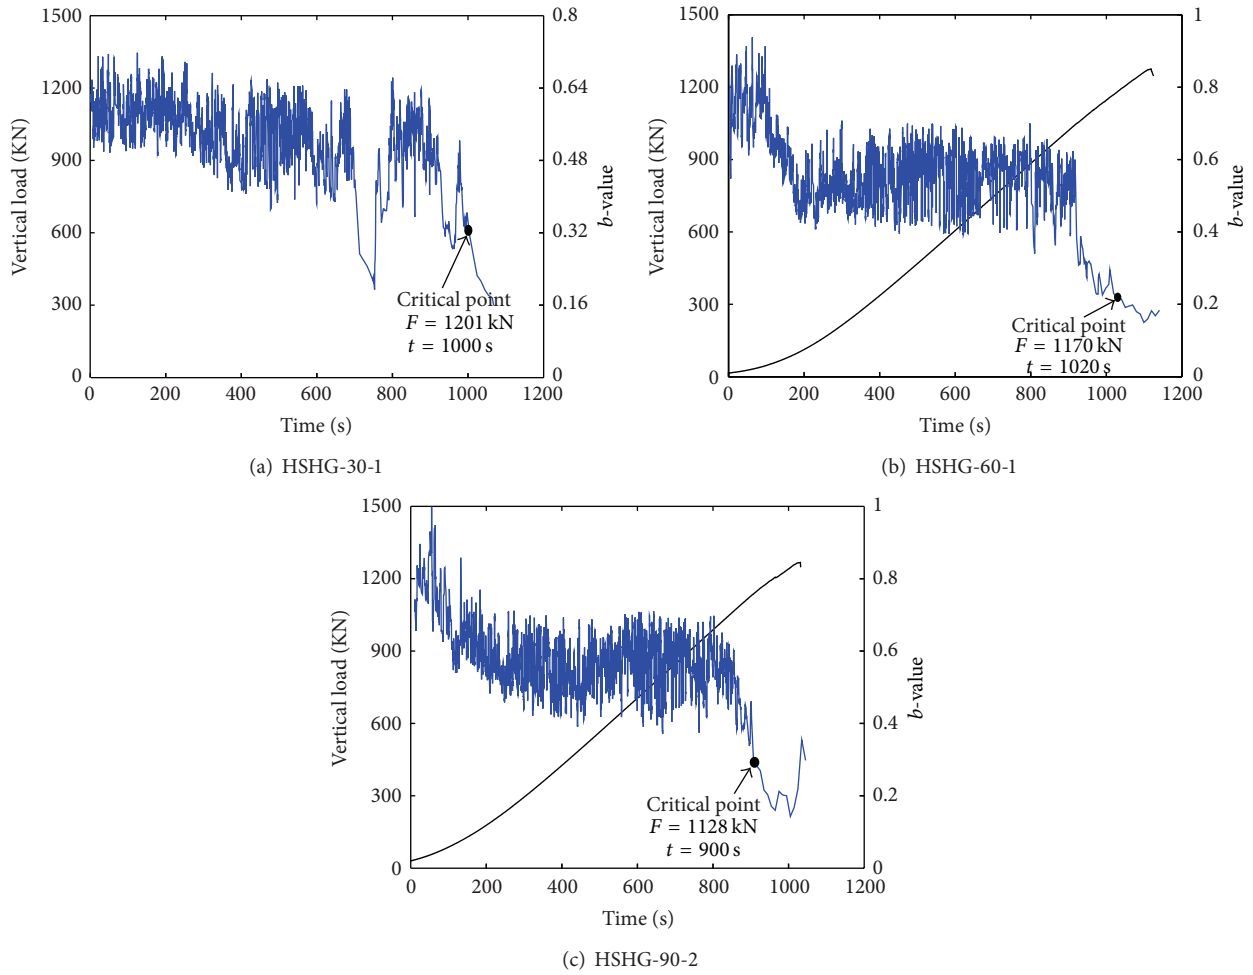 1500
1200
900
600
300
0
Vertical load (KN)
0.8
0.64
0.48
0.32
0.16
0
b-value
Critical point
F = 1201 kN
t = 1000 s
0 200 400 600 800 1000 1200
Time (s)
(a) HSHG-30-1
1500
1200
900
600
300
0
Vertical load (KN)
1
0.8
0.6
0.4
0.2
0
b-value
Critical point
F = 1170 kN
t = 1020 s
0 200 400 600 800 1000 1200
Time (s)
(b) HSHG-60-1
1500
1200
900
600
300
0
Vertical load (KN)
1
0.8
0.6
0.4
0.2
0
b-value
Critical point
F = 1128 kN
t = 900 s
0 200 400 600 800 1000 1200
Time (s)
(c) HSHG-90-2